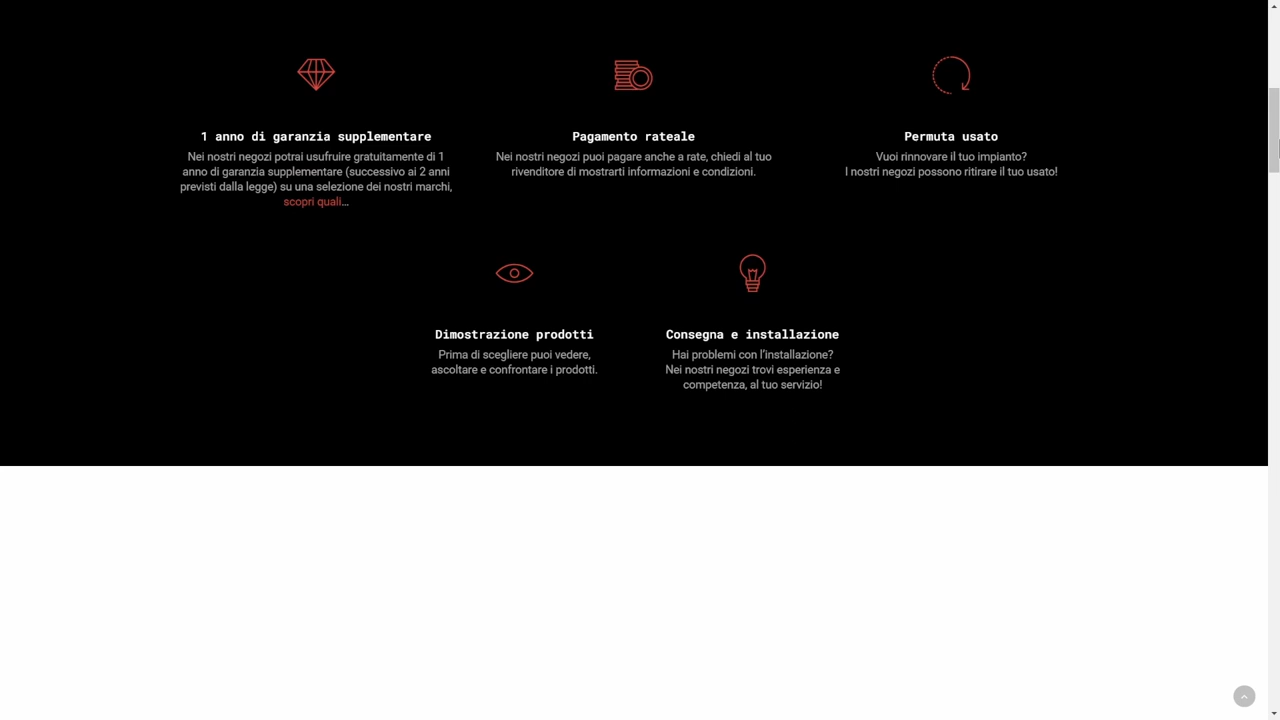 1 anno di garanzia supplementare
Nei nostri negozi potrai usufruire gratuitamente di 1
anno di garanzia supplementare (successivo ai 2 anni
previsti dalla legge) su una selezione dei nostri marchi,
scopri quali...
Pagamento rateale
Nei nostri negozi puoi pagare anche a rate, chiedi al tuo
rivenditore di mostrarti informazioni e condizioni.
Permuta usato
Vuoi rinnovare il tuo impianto?
I nostri negozi possono ritirare il tuo usato!
Dimostrazione prodotti
Prima di scegliere puoi vedere,
ascoltare e confrontare i prodotti.
Consegna e installazione
Hai problemi con l'installazione?
Nei nostri negozi trovi esperienza e
competenza, al tuo servizio!